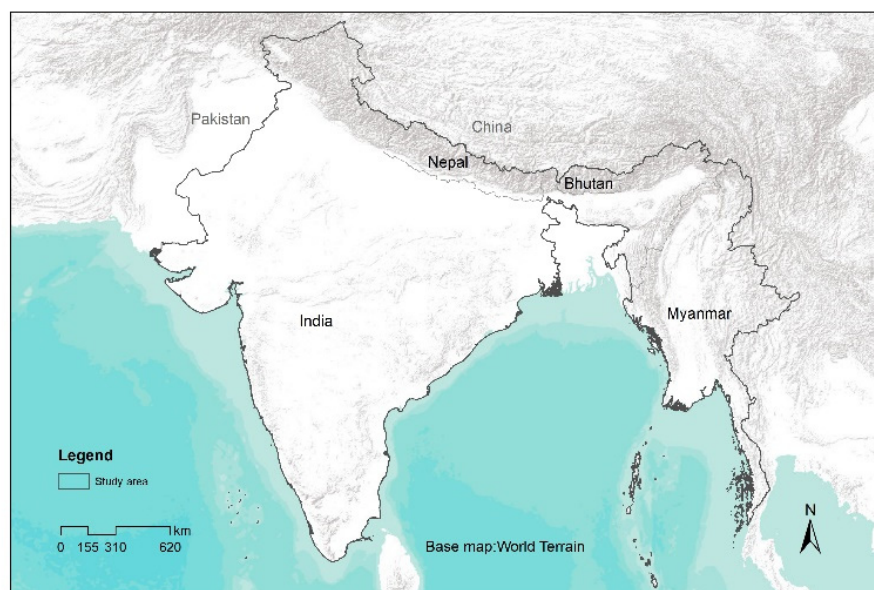 Pakistan
China
Nepal
Bhutan
India
Myanmar
Legend
Study area
km
0 155 310 620
Base map:World Terrain
N